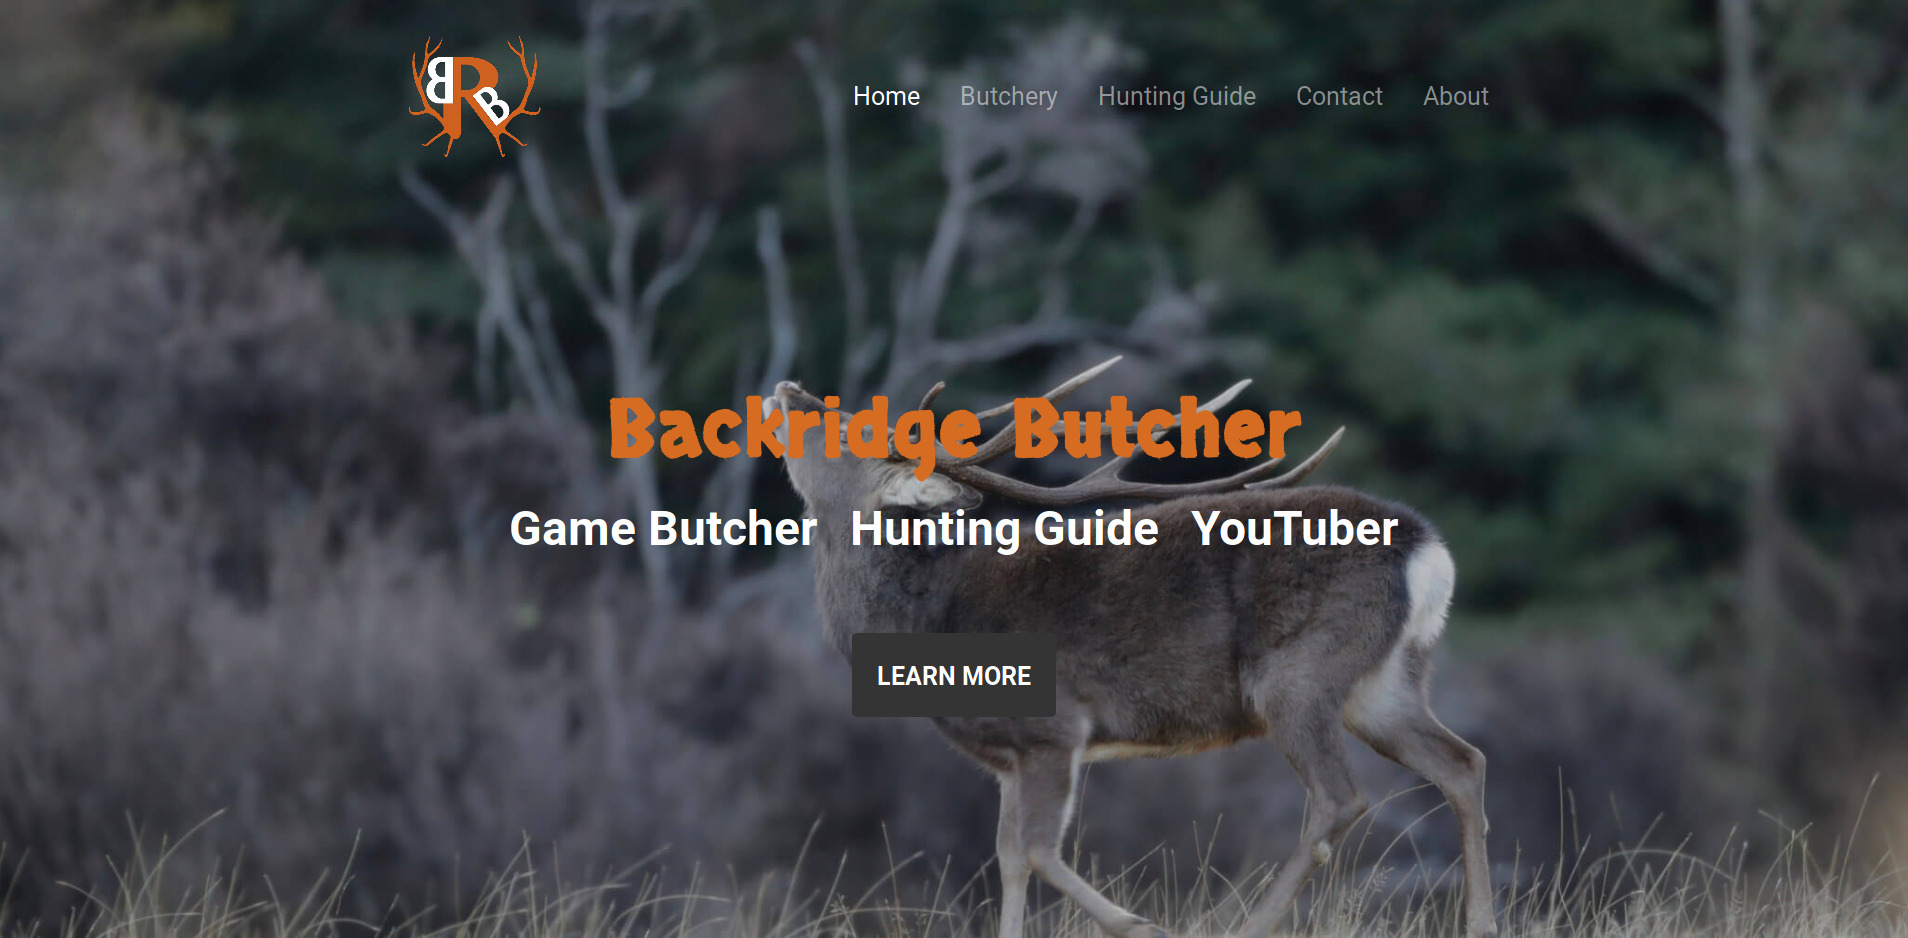 BRB
Home Butchery Hunting Guide Contact About
Backridge Butcher
Game Butcher Hunting Guide YouTuber
LEARN MORE